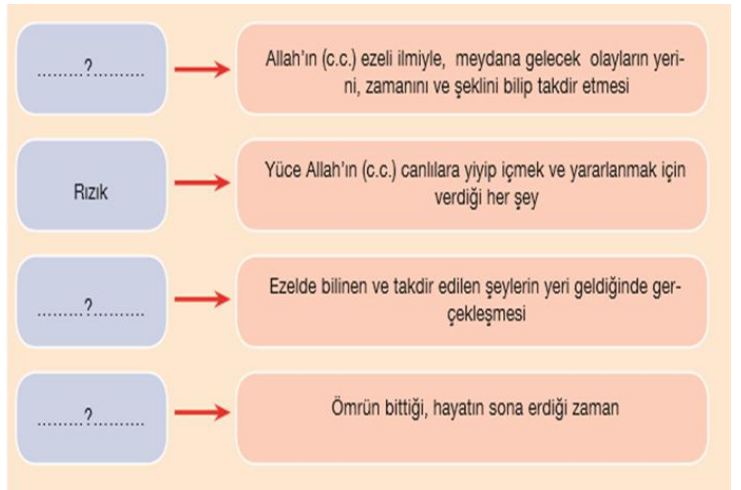 .........?..........
Allah'ın (c.c.) ezeli ilmiyle, meydana gelecek olayların yeri-
ni, zamanını ve şeklini bilip takdir etmesi
Rızık
Yüce Allah'ın (c.c.) canlılara yiyip içmek ve yararlanmak için
verdiği her şey
.........?..........
Ezelde bilinen ve takdir edilen şeylerin yeri geldiğinde ger-
çekleşmesi
.........?..........
Ömrün bittiği, hayatın sona erdiği zaman